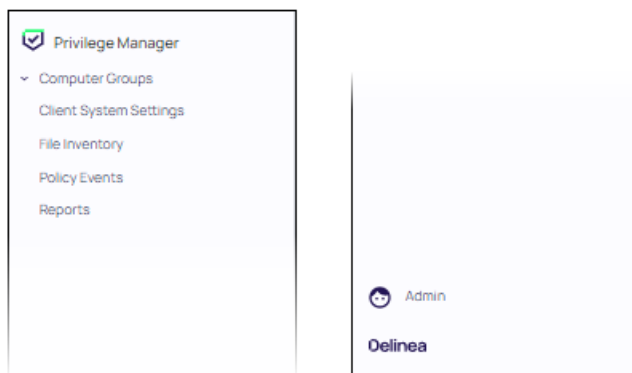 Privilege Manager
Computer Groups
Client System Settings
File Inventory
Policy Events
Reports
Admin
Delinea